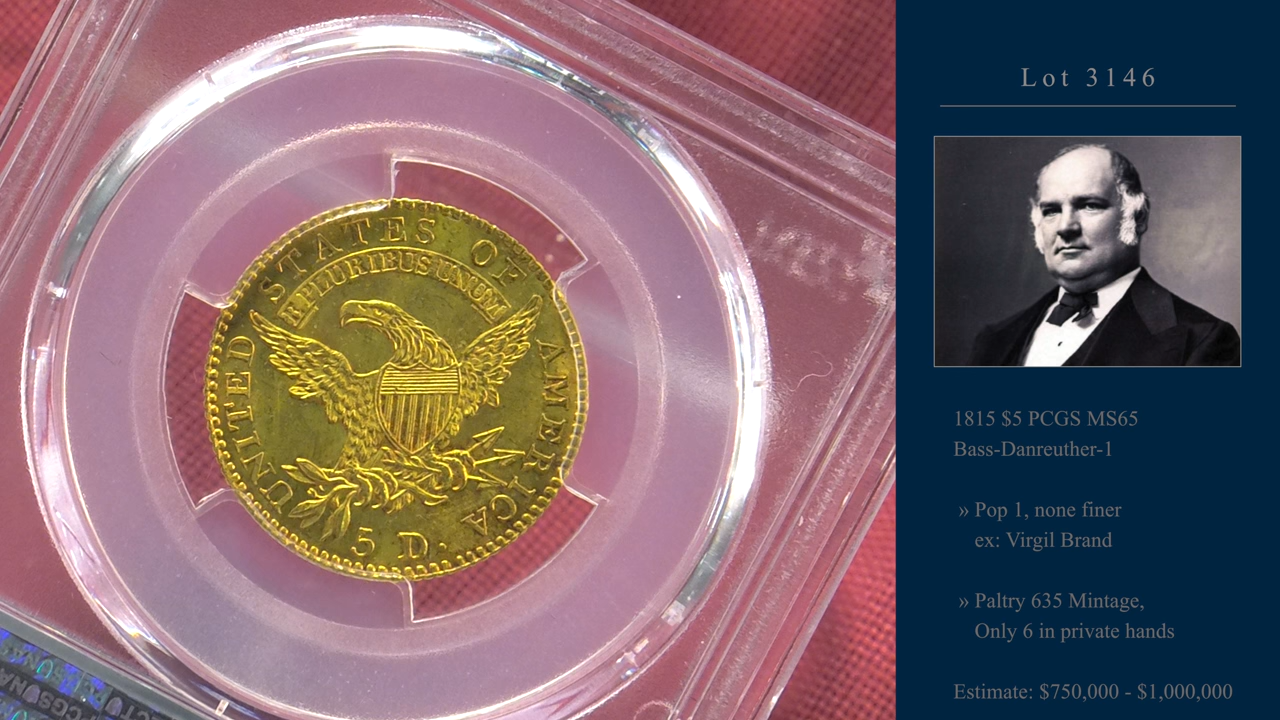 UNITED STATES OF AMERICA
E PLURIBUS UNUM
5 D.
Lot 3146
1815 $5 PCGS MS65
Bass-Danreuther-1
» Pop 1, none finer
ex: Virgil Brand
» Paltry 635 Mintage,
Only 6 in private hands
Estimate: $750,000 - $1,000,000